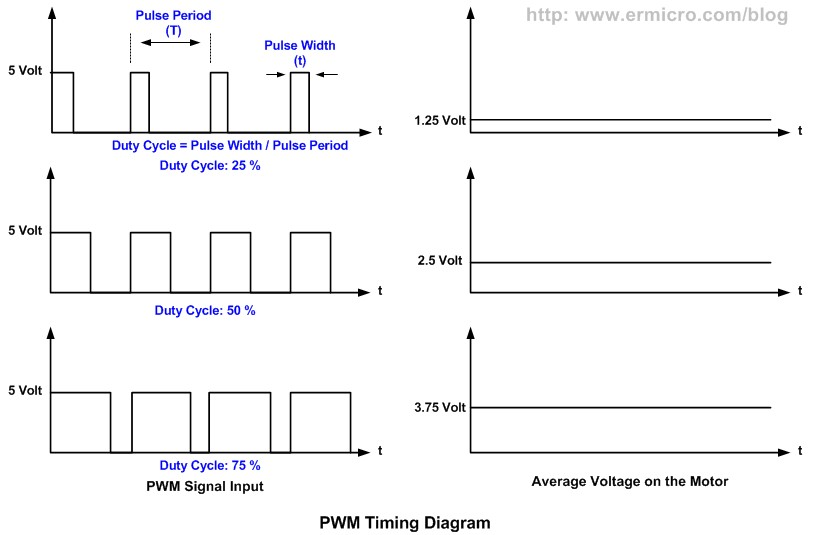 http: www.ermicro.com/blog
Pulse Period
(T)
Pulse Width
(t)
5 Volt
t
Duty Cycle = Pulse Width / Pulse Period
Duty Cycle: 25 %
1.25 Volt
t
5 Volt
t
Duty Cycle: 50 %
2.5 Volt
t
5 Volt
t
Duty Cycle: 75 %
PWM Signal Input
3.75 Volt
t
Average Voltage on the Motor
PWM Timing Diagram